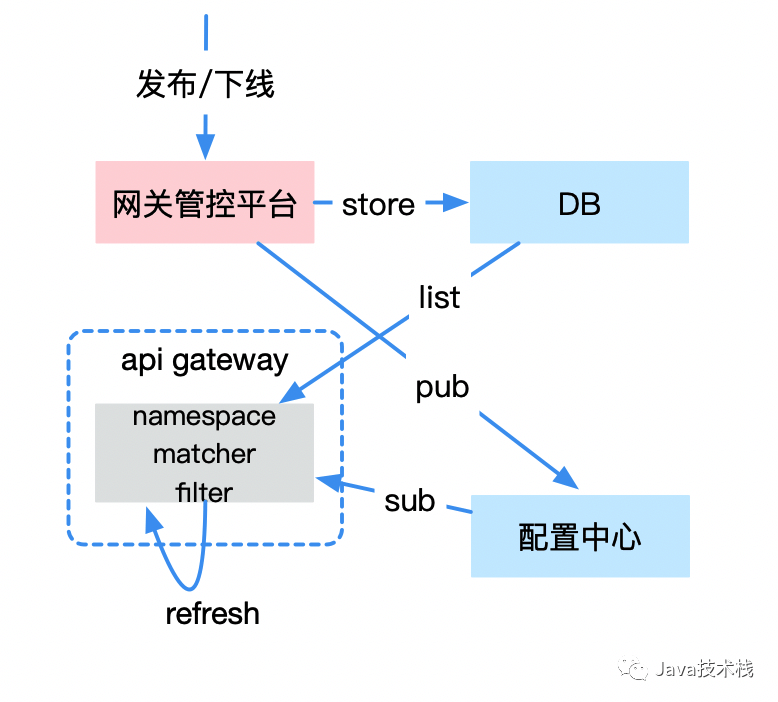 发布/下线
网关管控平台
store
DB
list
api gateway
pub
namespace
matcher
filter
sub
配置中心
refresh
Java技术栈